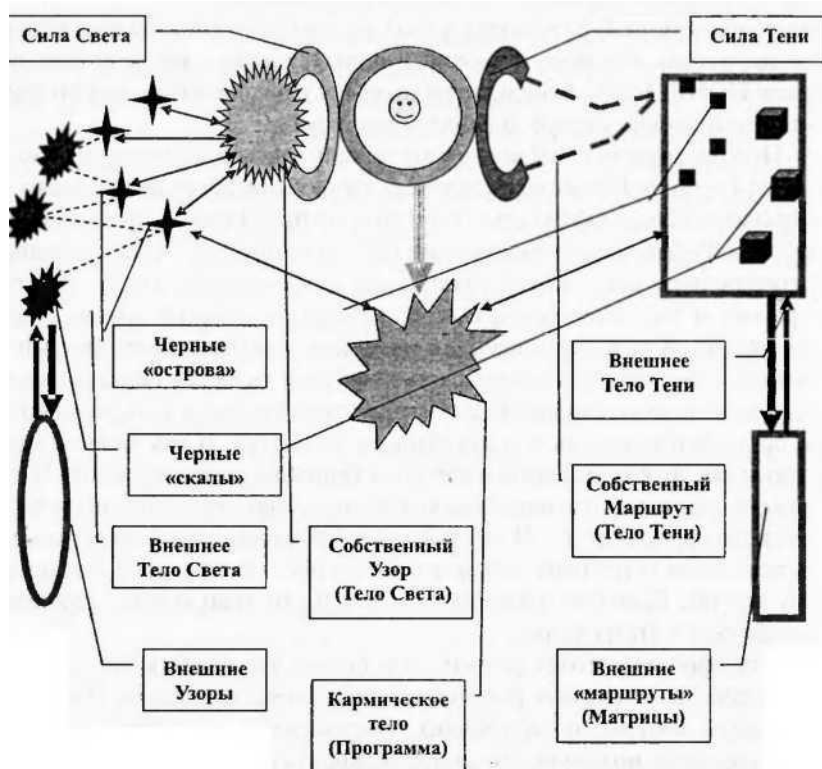 Сила Света
Сила Тени
Черные
«острова»
Внешнее
Тело Тени
Черные
«скалы»
Собственный
Маршрут
(Тело Тени)
Внешнее
Тело Света
Собственный
Узор
(Тело Света)
Внешние
Узоры
Кармическое
тело
(Программа)
Внешние
«маршруты»
(Матрицы)